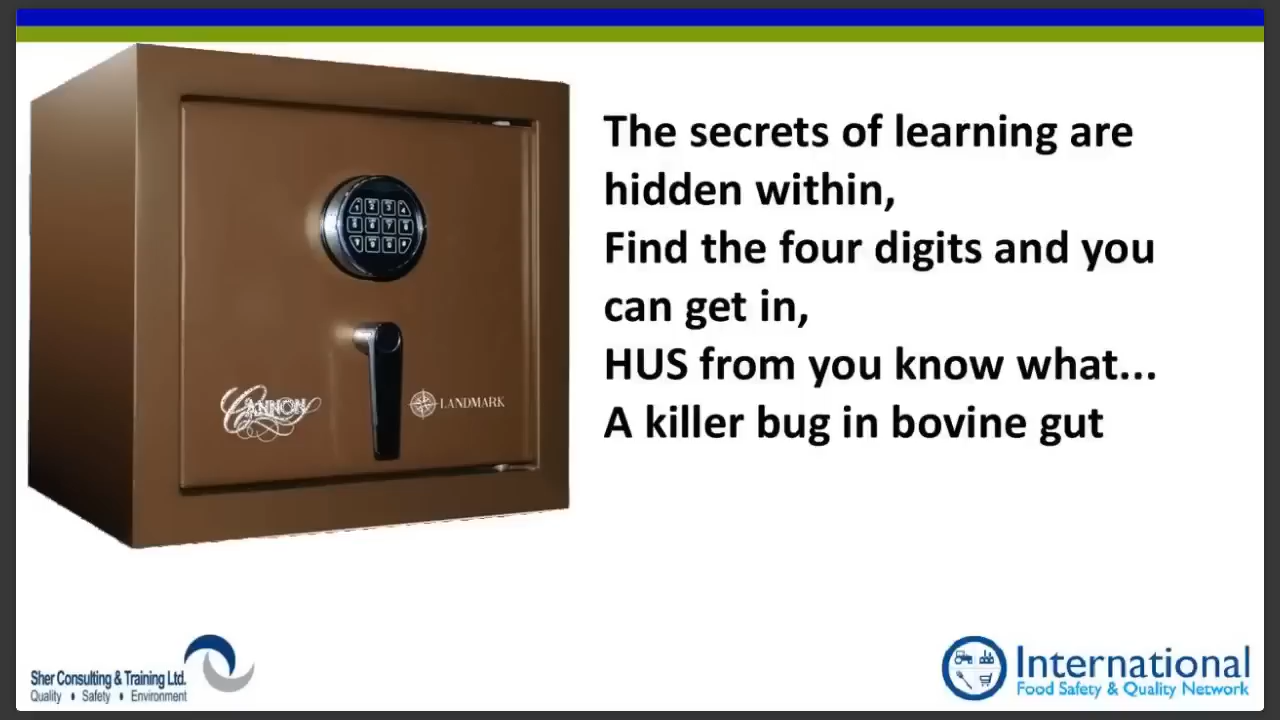 The secrets of learning are
hidden within,
Find the four digits and you
can get in,
HUS from you know what...
A killer bug in bovine gut
CANNON
LANDMARK
Sher Consulting & Training Ltd.
Quality • Safety • Environment
International
Food Safety & Quality Network